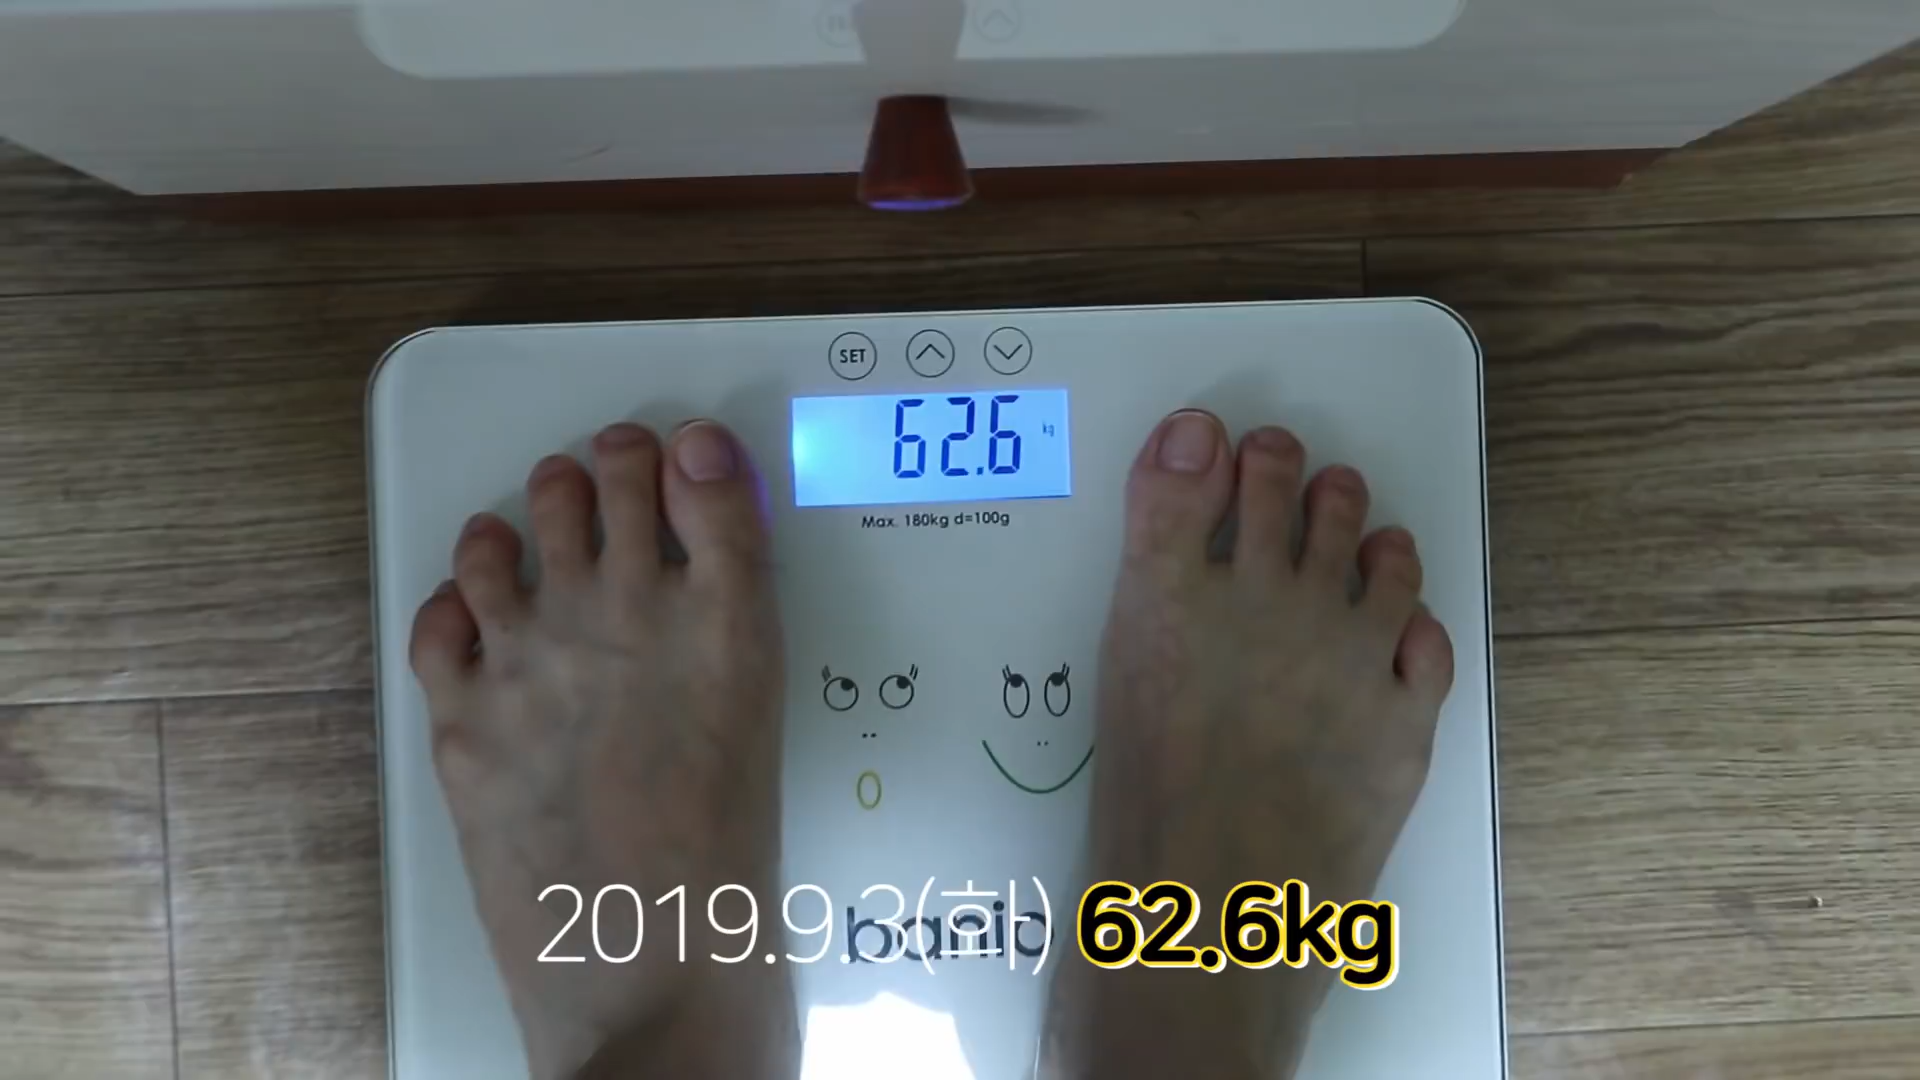 SET
62.6 kg
Max. 180kg d=100g
2019.9.3(화) 62.6kg